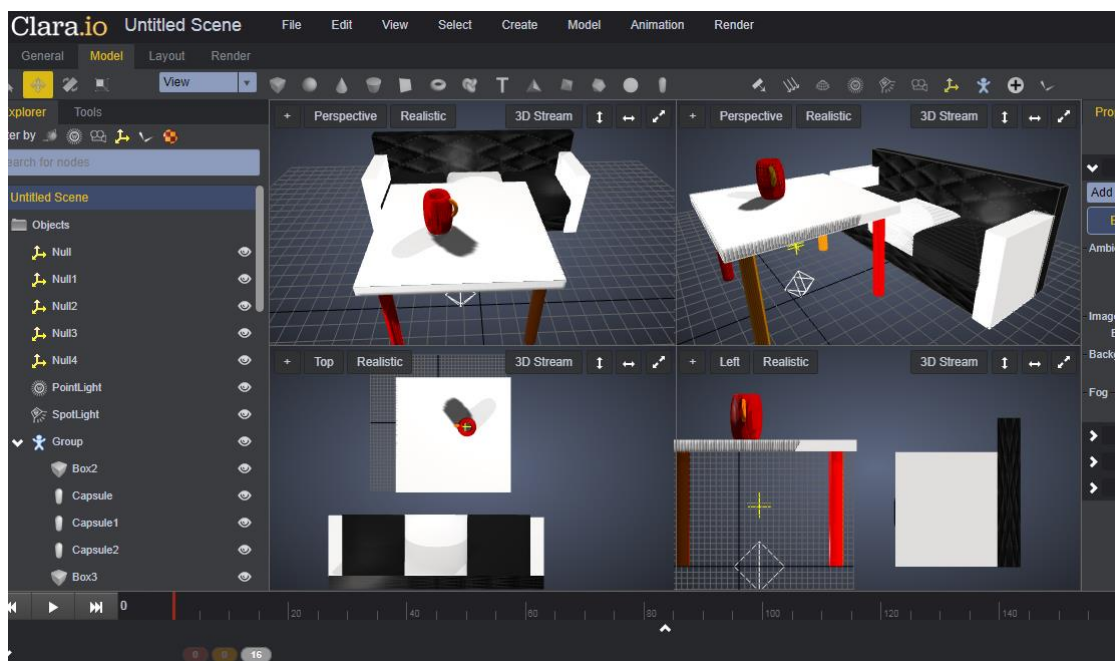 Clara.io Untitled Scene File Edit View Select Create Model Animation Render
General Model Layout Render
View
Explorer Tools Perspective Realistic 3D Stream Perspective Realistic 3D Stream Pro
ter by
earch for nodes
Untitled Scene Add
Objects
Null Ambi
Null1
Null2
Null3 Image
Null4 Top Realistic 3D Stream Left Realistic 3D Stream Back
PointLight Fog
SpotLight
Group
Box2
Capsule
Capsule1
Capsule2
Box3
0 20 40 60 80 100 120 140
0 0 16